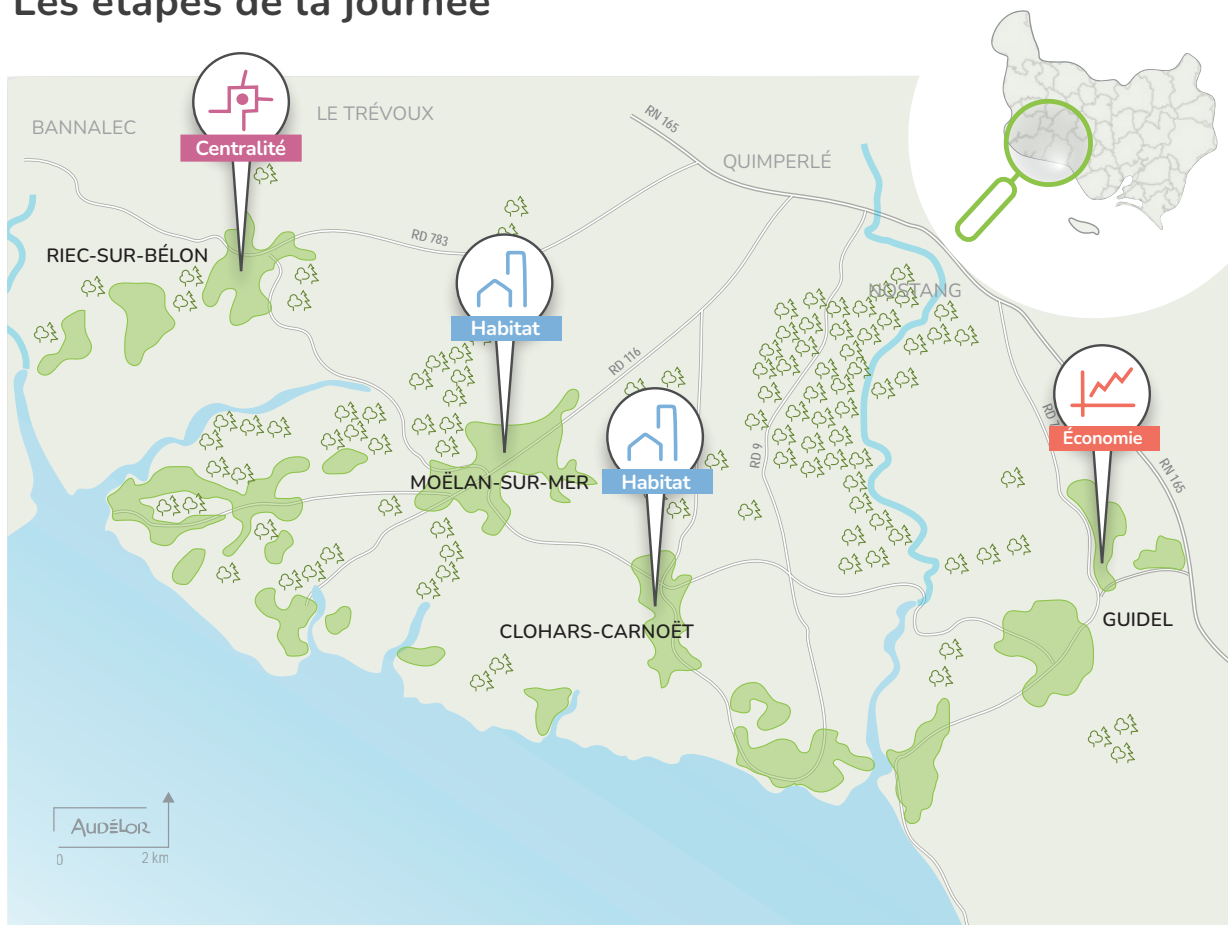 Les étapes de la journée
BANNALEC
LE TRÉVOUX
RN 165
QUIMPERLÉ
Centralité
RIEC-SUR-BÉLON
RD 783
NOSTANG
Habitat
RD 116
Habitat
RD 9
Économie
RN 165
MOËLAN-SUR-MER
CLOHARS-CARNOËT
GUIDEL
AUDÉLOR
0
2 km